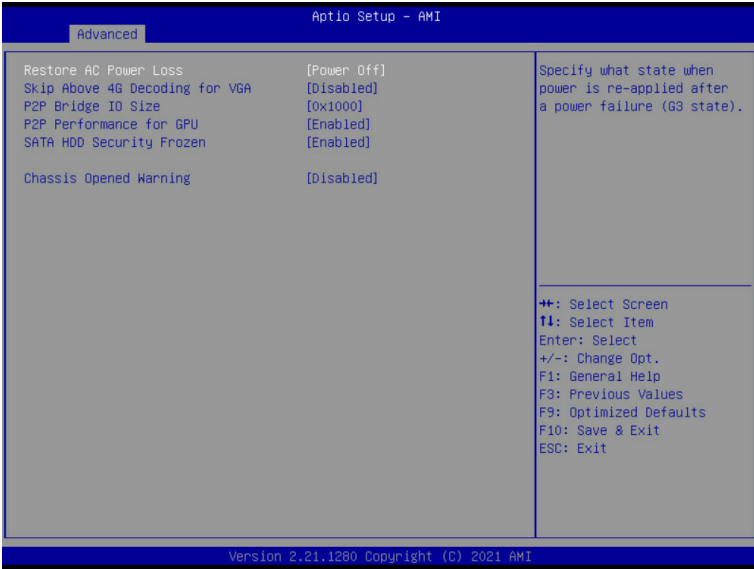 Aptio Setup – AMI
Advanced
Restore AC Power Loss [Power Off]
Skip Above 4G Decoding for VGA [Disabled]
P2P Bridge IO Size [0x1000]
P2P Performance for GPU [Enabled]
SATA HDD Security Frozen [Enabled]
Chassis Opened Warning [Disabled]
Specify what state when
power is re-applied after
a power failure (G3 state).
→←: Select Screen
↑↓: Select Item
Enter: Select
+/-: Change Opt.
F1: General Help
F3: Previous Values
F9: Optimized Defaults
F10: Save & Exit
ESC: Exit
Version 2.21.1280 Copyright (C) 2021 AMI